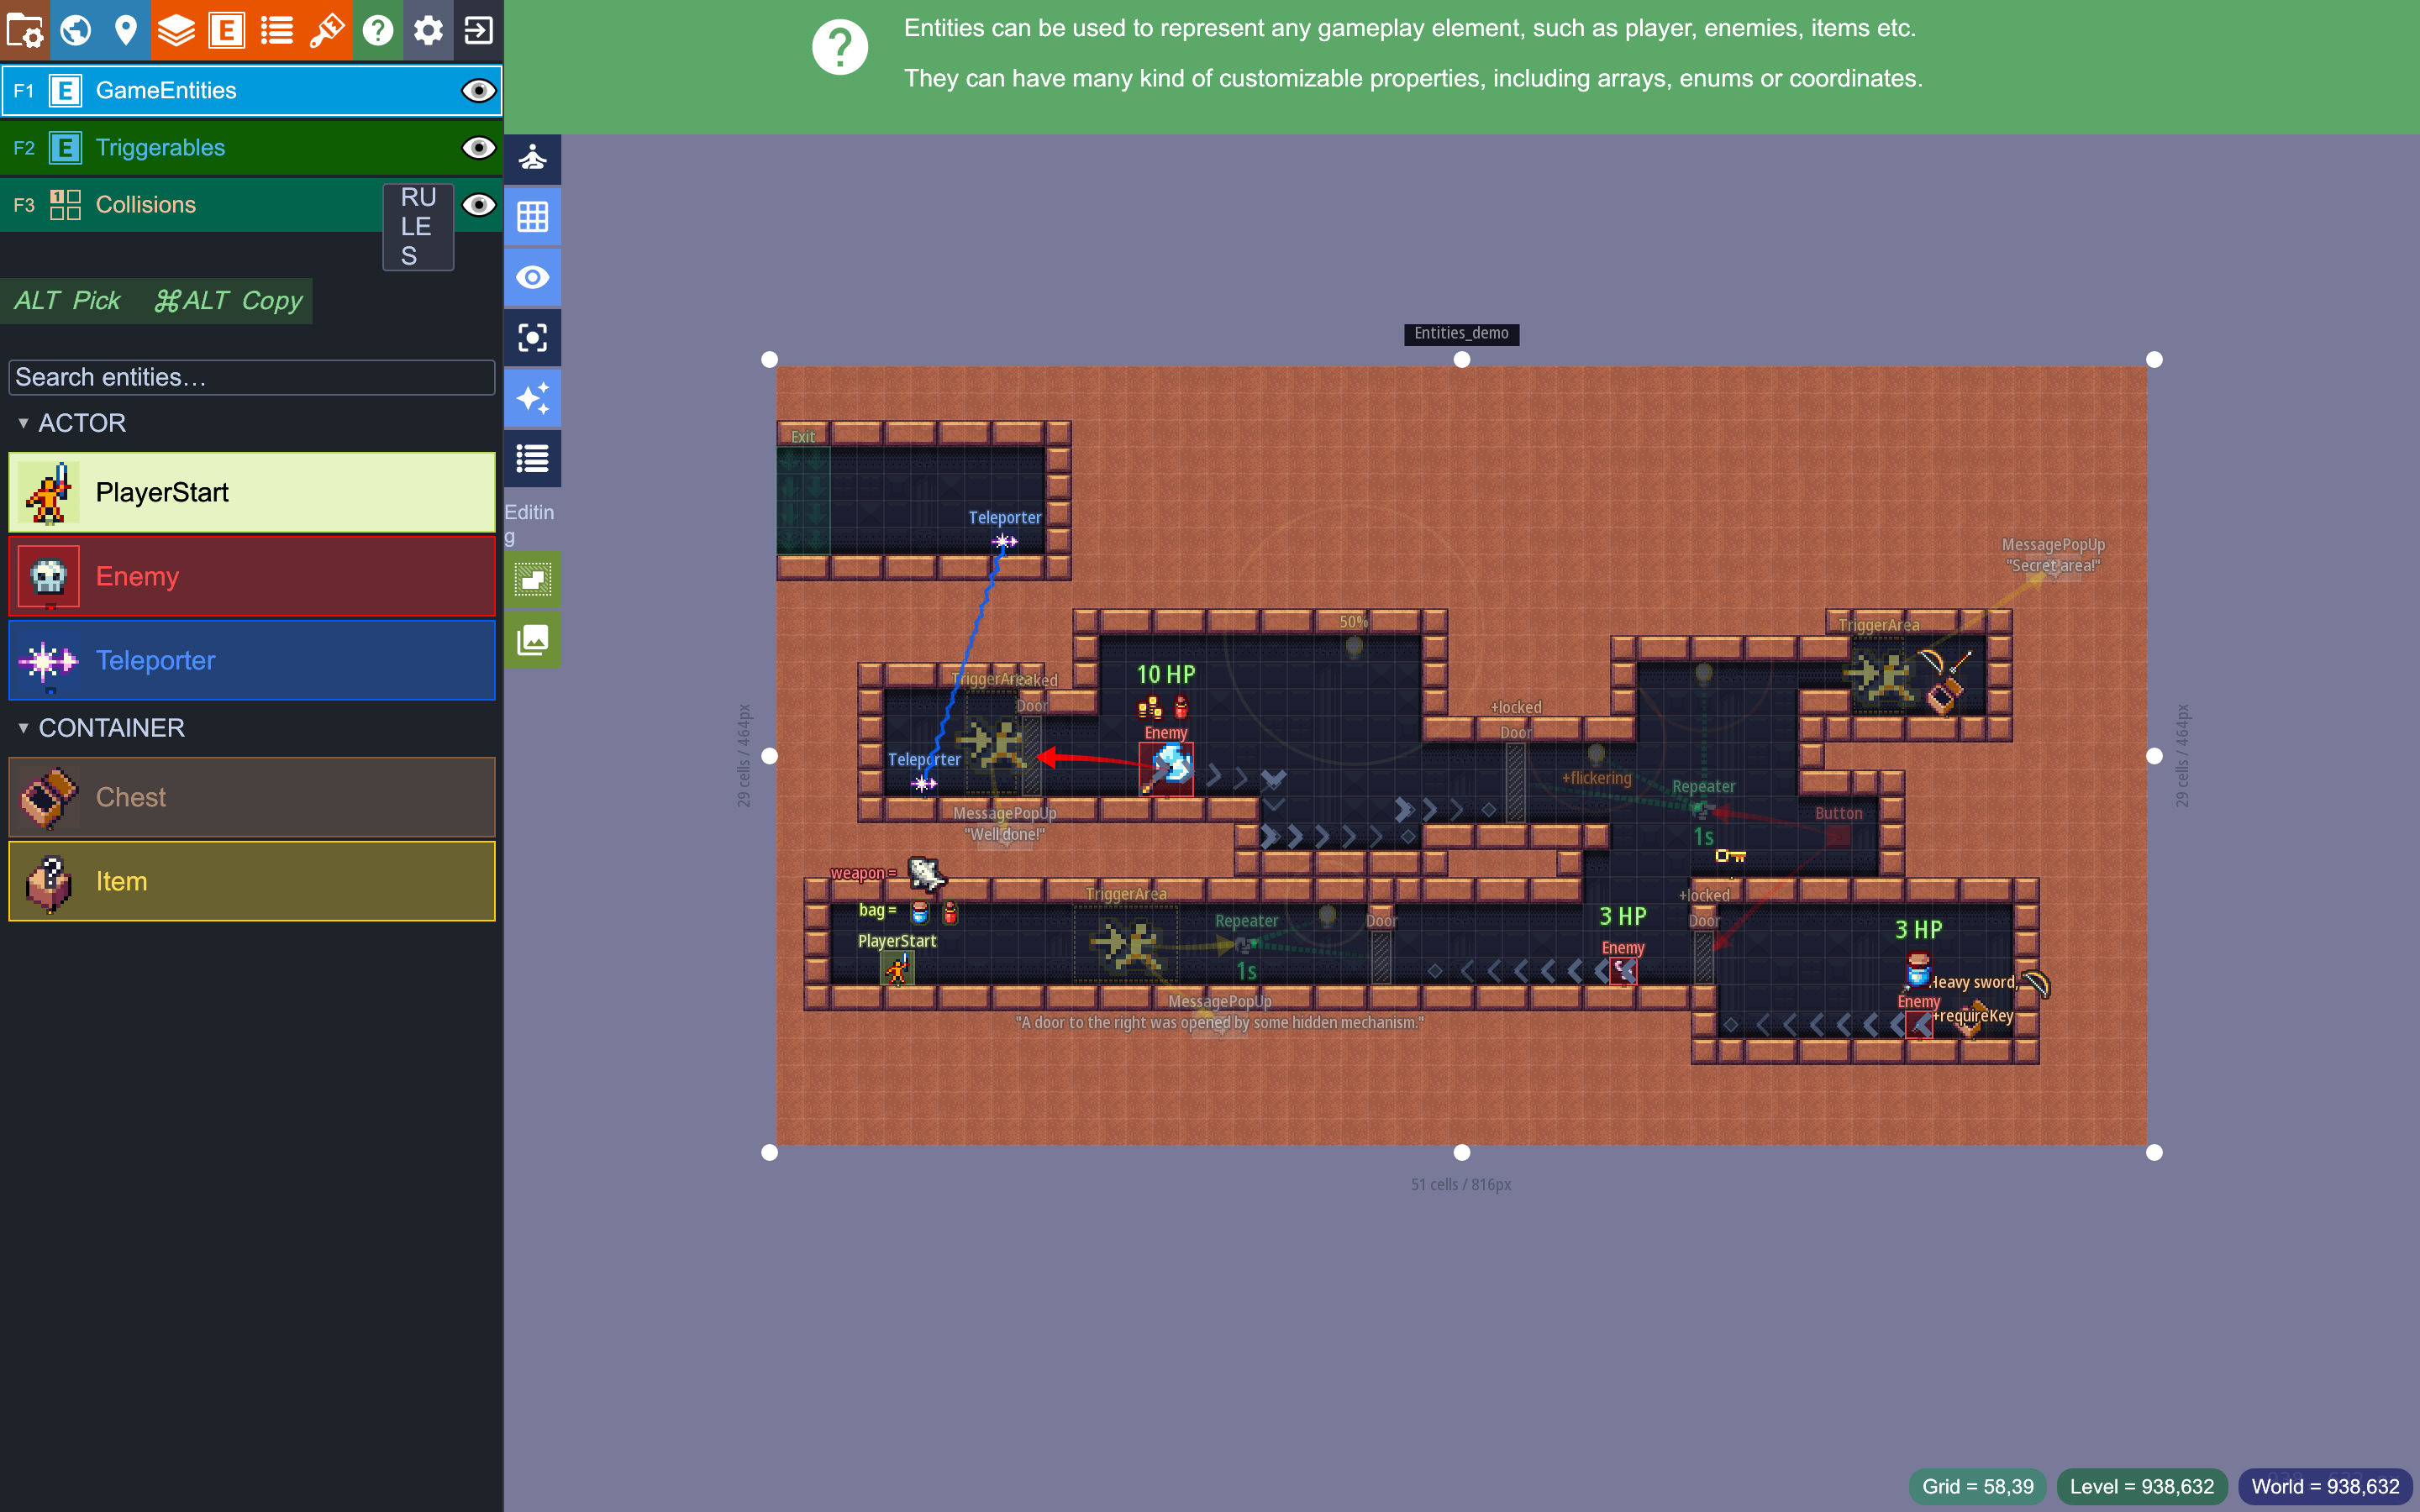 Entities can be used to represent any gameplay element, such as player, enemies, items etc.
They can have many kind of customizable properties, including arrays, enums or coordinates.
E
F1 E GameEntities
F2 E Triggerables
F3 1 Collisions
RU
LE
S
ALT Pick ⌘ALT Copy
Search entities…
▼ ACTOR
PlayerStart
Enemy
Teleporter
▼ CONTAINER
Chest
Item
Editin
g
Entities_demo
Exit
Teleporter
MessagePopUp
"Secret area!"
50%
TriggerArea
10 HP
TriggerArea
+locked
Door
+locked
Door
Enemy
Teleporter
+flickering
Repeater
1s
Button
MessagePopUp
"Well done!"
weapon =
bag =
PlayerStart
TriggerArea
Repeater
1s
Door
3 HP
Enemy
+locked
Door
3 HP
Heavy sword,
Enemy
+requireKey
MessagePopUp
"A door to the right was opened by some hidden mechanism."
29 cells / 464px
29 cells / 464px
51 cells / 816px
Grid = 58,39
Level = 938,632
World = 938,632